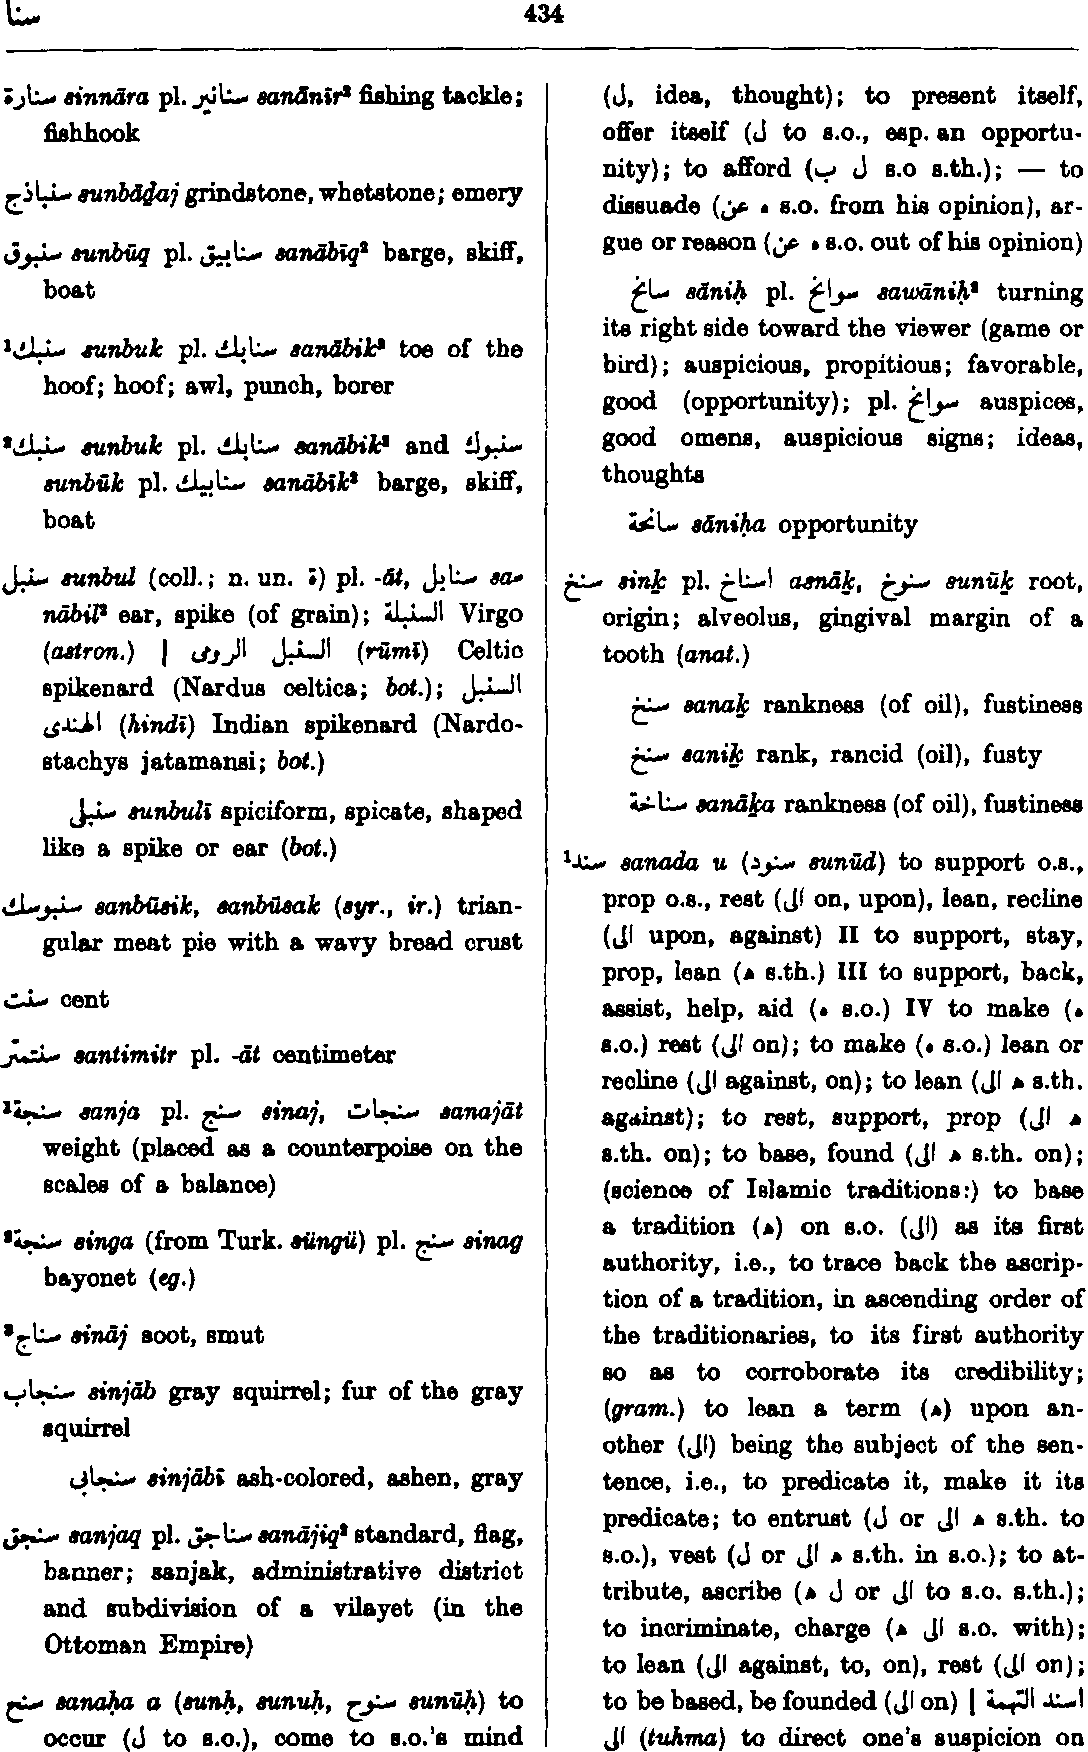 سنا
434
سنارة sinnāra pl. سنانير sanānīr² fishing tackle;
fishhook
سنباذج sunbāḏaj grindstone, whetstone; emery
سنبوق sunbūq pl. سنابيق sanābīq² barge, skiff,
boat
¹سنبك sunbuk pl. سنابك sanābik² toe of the
hoof; hoof; awl, punch, borer
²سنبك sunbuk pl. سنابك sanābik² and سنبوك
sunbūk pl. سنابيك sanābīk² barge, skiff,
boat
سنبل sunbul (coll.; n. un. ة) pl. -āt, سنابل sa-
nābil² ear, spike (of grain); السنبلة Virgo
(astron.) | السنبل الرومى (rūmī) Celtic
spikenard (Nardus celtica; bot.); السنبل
الهندى (hindī) Indian spikenard (Nardo-
stachys jatamansi; bot.)
سنبلى sunbulī spiciform, spicate, shaped
like a spike or ear (bot.)
سنبوسك sanbūsik, sanbūsak (syr., ir.) trian-
gular meat pie with a wavy bread crust
سنت cent
سنتمتر santimitr pl. -āt centimeter
¹سنجة sanja pl. سنج sinaj, سنجات sanajāt
weight (placed as a counterpoise on the
scales of a balance)
²سنجة singa (from Turk. süngü) pl. سنج sinag
bayonet (eg.)
³سناج sināj soot, smut
سنجاب sinjāb gray squirrel; fur of the gray
squirrel
سنجابى sinjābī ash-colored, ashen, gray
سنجق sanjaq pl. سناجق sanājiq² standard, flag,
banner; sanjak, administrative district
and subdivision of a vilayet (in the
Ottoman Empire)
سنح sanaḥa a (sunḥ, sunuḥ, سنوح sunūḥ) to
occur (ل to s.o.), come to s.o.'s mind
(ل, idea, thought); to present itself,
offer itself (ل to s.o., esp. an opportu-
nity); to afford (ل ب s.o s.th.); — to
dissuade (ه عن s.o. from his opinion), ar-
gue or reason (ه عن s.o. out of his opinion)
سانح sāniḥ pl. سوانح sawāniḥ² turning
its right side toward the viewer (game or
bird); auspicious, propitious; favorable,
good (opportunity); pl. سوانح auspices,
good omens, auspicious signs; ideas,
thoughts
سانحة sāniḥa opportunity
سنخ sinḵ pl. اسناخ asnāḵ, سنوخ sunūḵ root,
origin; alveolus, gingival margin of a
tooth (anat.)
سنخ sanaḵ rankness (of oil), fustiness
سنخ saniḵ rank, rancid (oil), fusty
سناخة sanāḵa rankness (of oil), fustiness
¹سند sanada u (سنود sunūd) to support o.s.,
prop o.s., rest (الى on, upon), lean, recline
(الى upon, against) II to support, stay,
prop, lean (ه s.th.) III to support, back,
assist, help, aid (ه s.o.) IV to make (ه
s.o.) rest (الى on); to make (ه s.o.) lean or
recline (الى against, on); to lean (ه الى s.th.
against); to rest, support, prop (ه الى
s.th. on); to base, found (ه الى s.th. on);
(science of Islamic traditions:) to base
a tradition (ه) on s.o. (الى) as its first
authority, i.e., to trace back the ascrip-
tion of a tradition, in ascending order of
the traditionaries, to its first authority
so as to corroborate its credibility;
(gram.) to lean a term (ه) upon an-
other (الى) being the subject of the sen-
tence, i.e., to predicate it, make it its
predicate; to entrust (ه الى or ل s.th. to
s.o.), vest (ه الى or ل s.th. in s.o.); to at-
tribute, ascribe (ه ل or الى to s.o. s.th.);
to incriminate, charge (ه الى s.o. with);
to lean (الى against, to, on), rest (الى on);
to be based, be founded (الى on) | اسند التهمة
الى (tuhma) to direct one's suspicion on